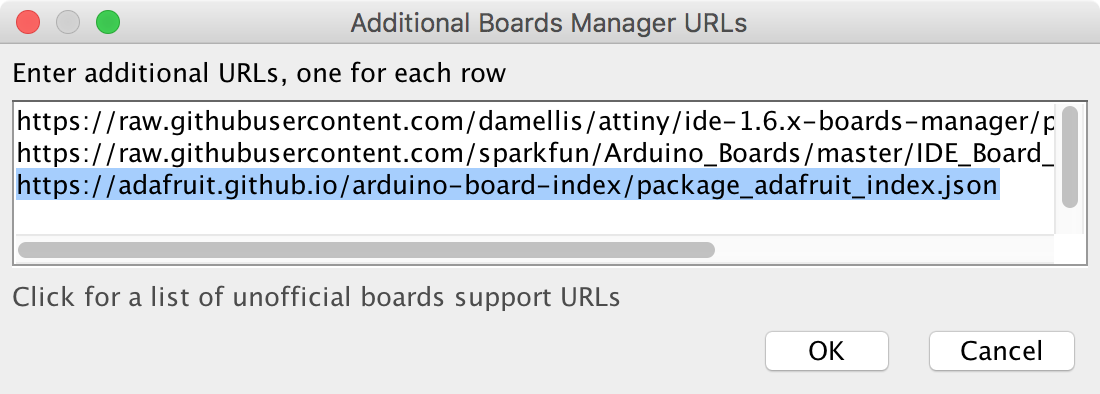 Additional Boards Manager URLs
Enter additional URLs, one for each row
https://raw.githubusercontent.com/damellis/attiny/ide-1.6.x-boards-manager/p
https://raw.githubusercontent.com/sparkfun/Arduino_Boards/master/IDE_Board_
https://adafruit.github.io/arduino-board-index/package_adafruit_index.json
Click for a list of unofficial boards support URLs
OK Cancel